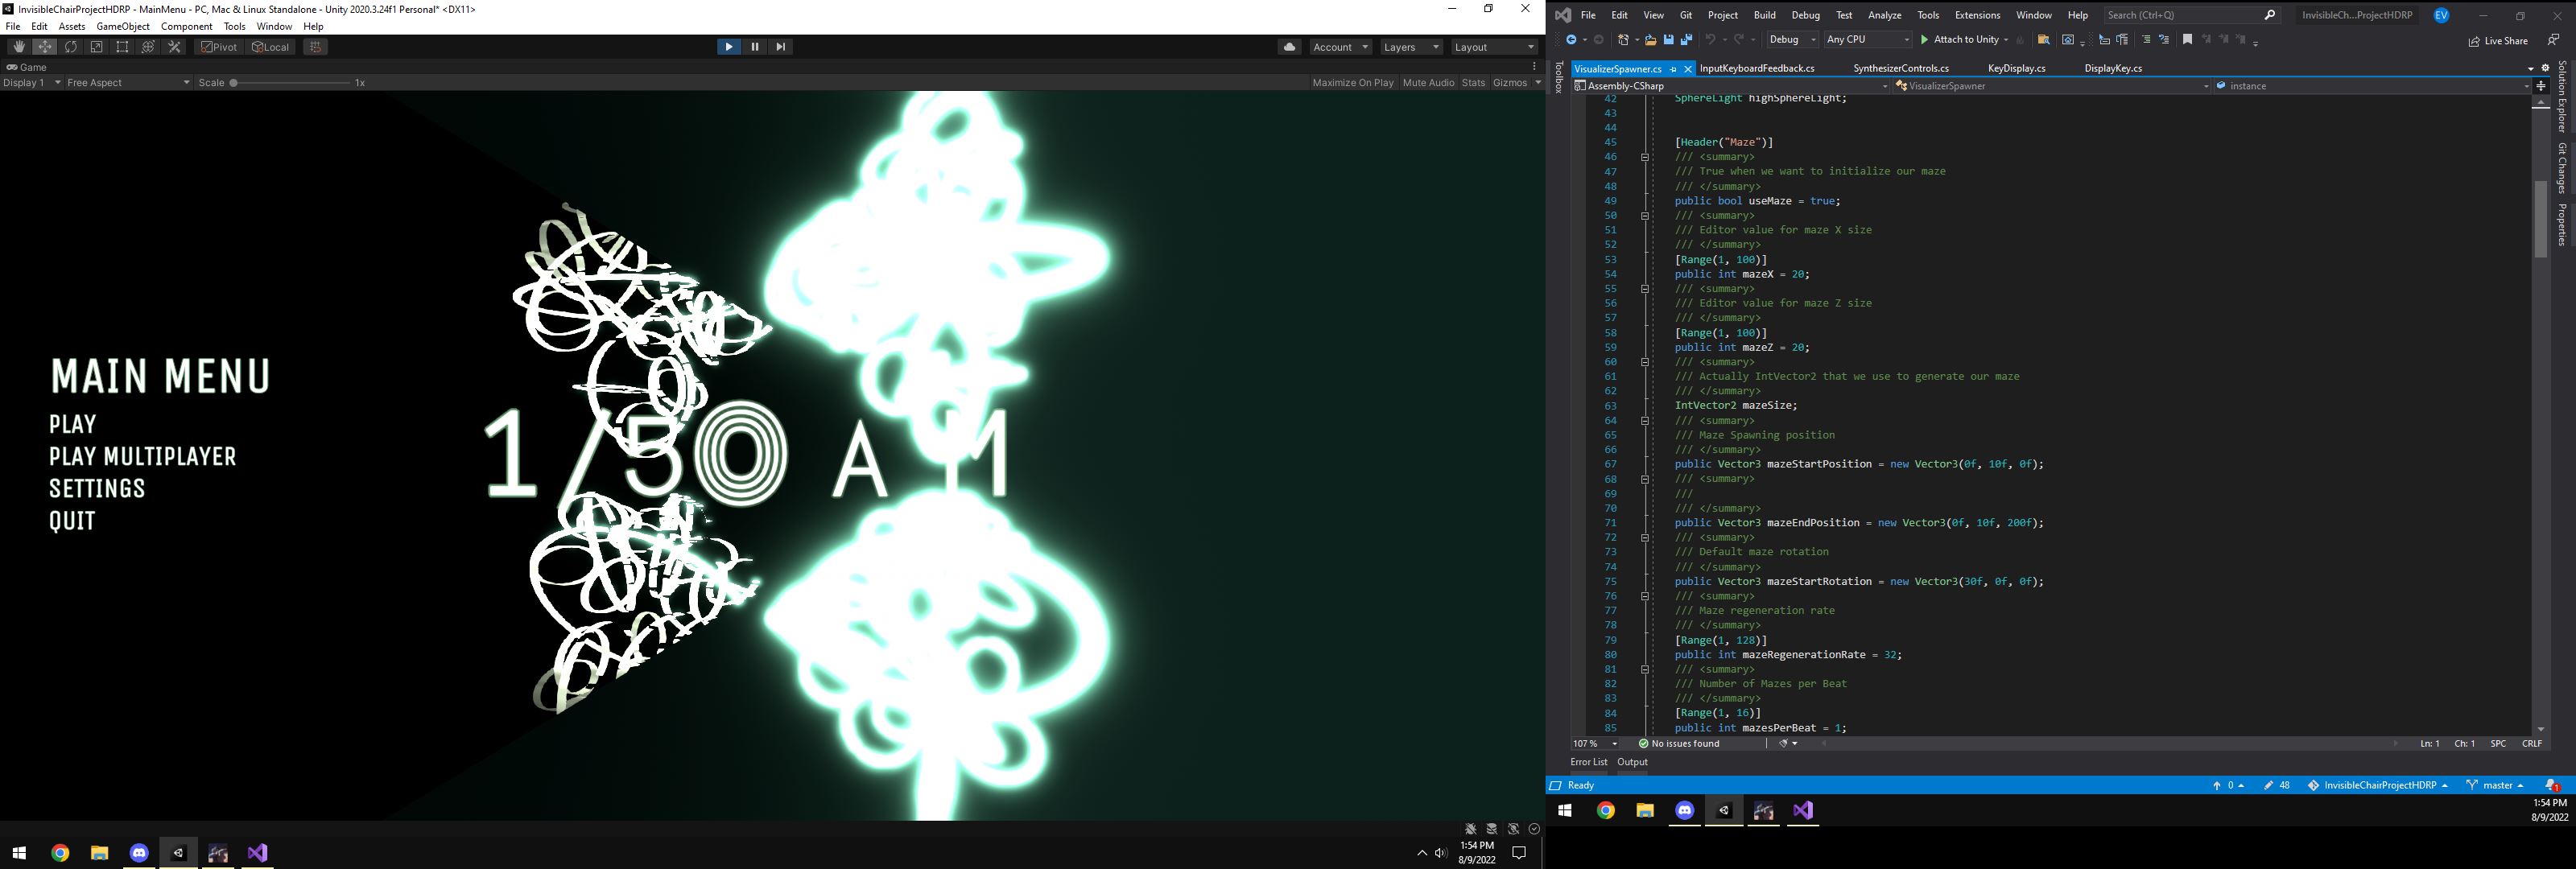 InvisibleChairProjectHDRP - MainMenu - PC, Mac & Linux Standalone - Unity 2020.3.24f1 Personal* <DX11>
File Edit Assets GameObject Component Tools Window Help
Pivot Local Account Layers Layout
Game
Display 1 Free Aspect Scale 1x Maximize On Play Mute Audio Stats Gizmos
MAIN MENU
PLAY
PLAY MULTIPLAYER
SETTINGS
QUIT
1/50 AM
1:54 PM
8/9/2022
File Edit View Git Project Build Debug Test Analyze Tools Extensions Window Help Search (Ctrl+Q) InvisibleCh...ProjectHDRP EV
Debug Any CPU Attach to Unity Live Share
Toolbox
VisualizerSpawner.cs InputKeyboardFeedback.cs SynthesizerControls.cs KeyDisplay.cs DisplayKey.cs
Assembly-CSharp VisualizerSpawner instance
42 SphereLight highSphereLight;
43
44
45 [Header("Maze")]
46 /// <summary>
47 /// True when we want to initialize our maze
48 /// </summary>
49 public bool useMaze = true;
50 /// <summary>
51 /// Editor value for maze X size
52 /// </summary>
53 [Range(1, 100)]
54 public int mazeX = 20;
55 /// <summary>
56 /// Editor value for maze Z size
57 /// </summary>
58 [Range(1, 100)]
59 public int mazeZ = 20;
60 /// <summary>
61 /// Actually IntVector2 that we use to generate our maze
62 /// </summary>
63 IntVector2 mazeSize;
64 /// <summary>
65 /// Maze Spawning position
66 /// </summary>
67 public Vector3 mazeStartPosition = new Vector3(0f, 10f, 0f);
68 /// <summary>
69 ///
70 /// </summary>
71 public Vector3 mazeEndPosition = new Vector3(0f, 10f, 200f);
72 /// <summary>
73 /// Default maze rotation
74 /// </summary>
75 public Vector3 mazeStartRotation = new Vector3(30f, 0f, 0f);
76 /// <summary>
77 /// Maze regeneration rate
78 /// </summary>
79 [Range(1, 128)]
80 public int mazeRegenerationRate = 32;
81 /// <summary>
82 /// Number of Mazes per Beat
83 /// </summary>
84 [Range(1, 16)]
85 public int mazesPerBeat = 1;
Solution Explorer
Git Changes
Properties
107 % No issues found Ln: 1 Ch: 1 SPC CRLF
Error List Output
Ready 0 48 InvisibleChairProjectHDRP master 1
1:54 PM
8/9/2022